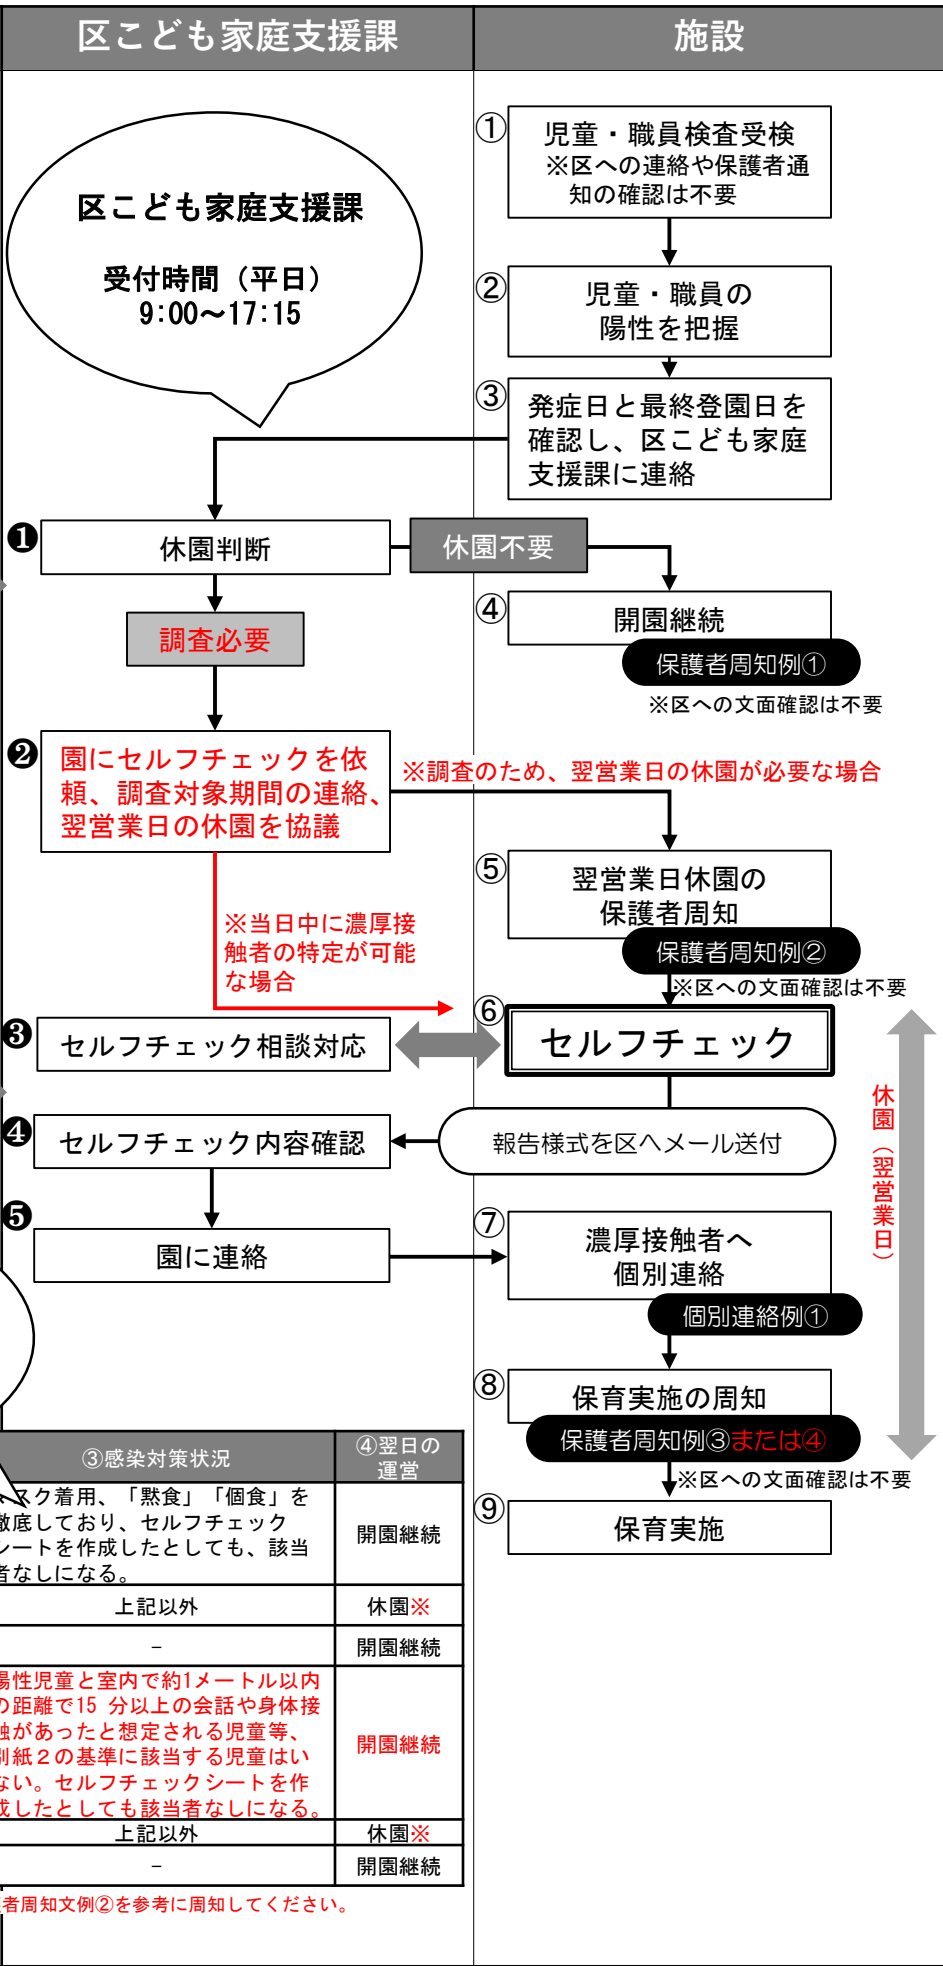 区こども家庭支援課
施設
区こども家庭支援課
受付時間（平日）
9:00～17:15
①
児童・職員検査受検
※区への連絡や保護者通
知の確認は不要
②
児童・職員の
陽性を把握
③
発症日と最終登園日を
確認し、区こども家庭
支援課に連絡
❶
休園判断
休園不要
④
開園継続
保護者周知例①
※区への文面確認は不要
調査必要
❷
園にセルフチェックを依
頼、調査対象期間の連絡、
翌営業日の休園を協議
※調査のため、翌営業日の休園が必要な場合
⑤
翌営業日休園の
保護者周知
保護者周知例②
※区への文面確認は不要
※当日中に濃厚接
触者の特定が可能
な場合
❸
セルフチェック相談対応
⑥
セルフチェック
休園（翌営業日）
❹
セルフチェック内容確認
報告様式を区へメール送付
❺
園に連絡
⑦
濃厚接触者へ
個別連絡
個別連絡例①
⑧
保育実施の周知
保護者周知例③または④
※区への文面確認は不要
⑨
保育実施
③感染対策状況
④翌日の
運営
スク着用、「黙食」「個食」を
徹底しており、セルフチェック
シートを作成したとしても、該当
者なしになる。
開園継続
上記以外
休園※
－
開園継続
陽性児童と室内で約1メートル以内
の距離で15 分以上の会話や身体接
触があったと想定される児童等、
別紙２の基準に該当する児童はい
ない。セルフチェックシートを作
成したとしても該当者なしになる。
開園継続
上記以外
休園※
－
開園継続
者周知文例②を参考に周知してください。